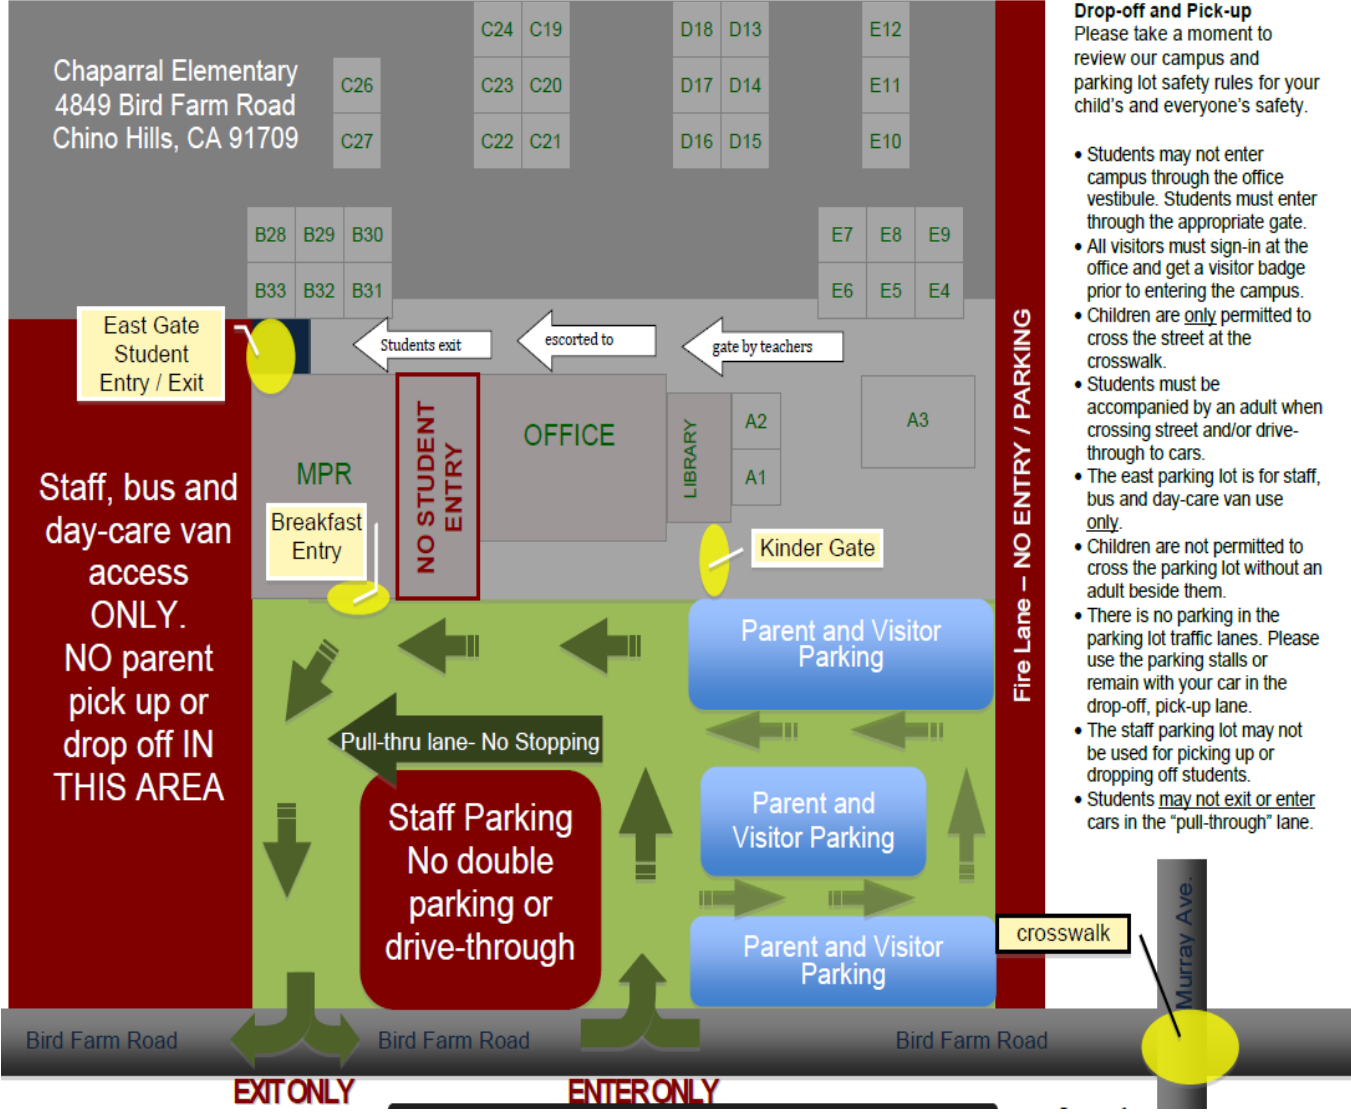 Chaparral Elementary
4849 Bird Farm Road
Chino Hills, CA 91709
C24 C19
C23 C20
C22 C21
C26
C27
D18 D13
D17 D14
D16 D15
E12
E11
E10
B28 B29 B30
B33 B32 B31
E7 E8 E9
E6 E5 E4
East Gate
Student
Entry / Exit
Students exit
escorted to
gate by teachers
MPR
NO STUDENT
ENTRY
OFFICE
LIBRARY
A2
A1
A3
Breakfast
Entry
Kinder Gate
Staff, bus and
day-care van
access
ONLY.
NO parent
pick up or
drop off IN
THIS AREA
Parent and Visitor
Parking
Pull-thru lane- No Stopping
Staff Parking
No double
parking or
drive-through
Parent and
Visitor Parking
Parent and Visitor
Parking
Fire Lane – NO ENTRY / PARKING
Bird Farm Road
Bird Farm Road
Bird Farm Road
EXIT ONLY
ENTER ONLY
crosswalk
Murray Ave.
Drop-off and Pick-up
Please take a moment to
review our campus and
parking lot safety rules for your
child's and everyone's safety.
• Students may not enter
campus through the office
vestibule. Students must enter
through the appropriate gate.
• All visitors must sign-in at the
office and get a visitor badge
prior to entering the campus.
• Children are only permitted to
cross the street at the
crosswalk.
• Students must be
accompanied by an adult when
crossing street and/or drive-
through to cars.
• The east parking lot is for staff,
bus and day-care van use
only.
• Children are not permitted to
cross the parking lot without an
adult beside them.
• There is no parking in the
parking lot traffic lanes. Please
use the parking stalls or
remain with your car in the
drop-off, pick-up lane.
• The staff parking lot may not
be used for picking up or
dropping off students.
• Students may not exit or enter
cars in the “pull-through” lane.